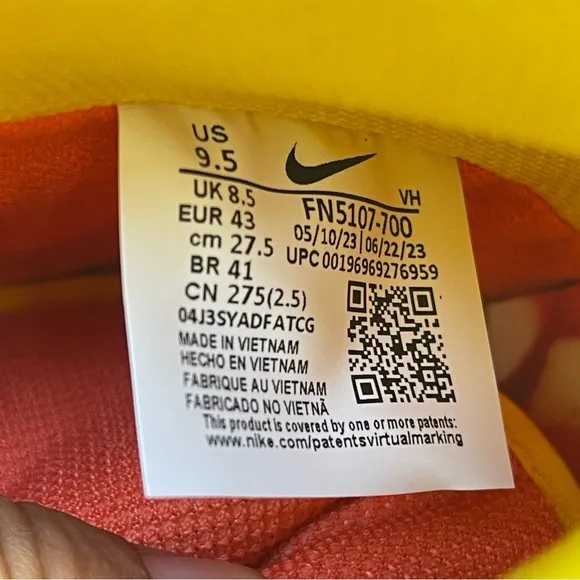 US
9.5
VH
UK 8.5
FN5107-700
EUR 43
05/10/23 | 06/22/23
cm 27.5
UPC 00196969276959
BR 41
CN 275(2.5)
04J3SYADFATCG
MADE IN VIETNAM
HECHO EN VIETNAM
FABRIQUE AU VIETNAM
FABRICADO NO VIETNÃ
This product is covered by one or more patents:
www.nike.com/patentsvirtualmarking